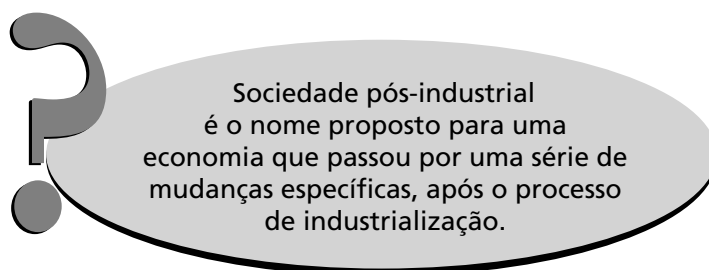 Sociedade pós-industrial
é o nome proposto para uma
economia que passou por uma série de
mudanças específicas, após o processo
de industrialização.